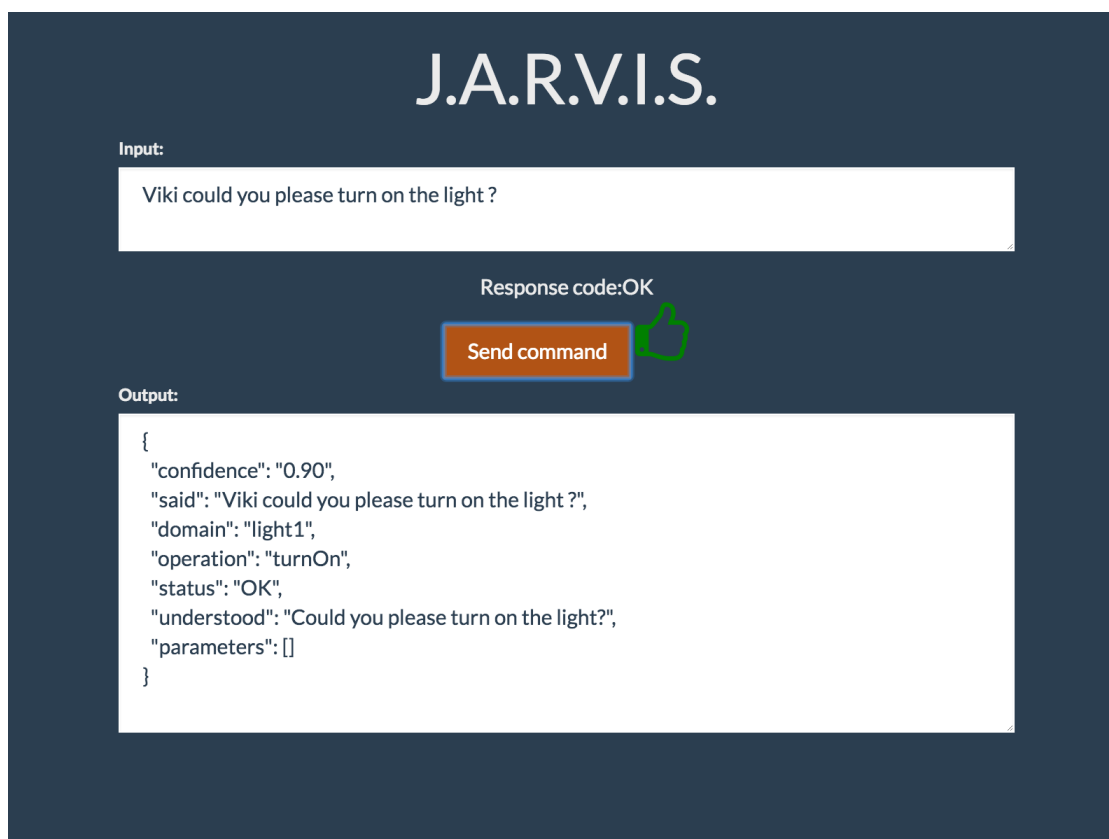 J.A.R.V.I.S.
Input:
Viki could you please turn on the light ?
Response code:OK
Send command
Output:
{
"confidence": "0.90",
"said": "Viki could you please turn on the light ?",
"domain": "light1",
"operation": "turnOn",
"status": "OK",
"understood": "Could you please turn on the light?",
"parameters": []
}